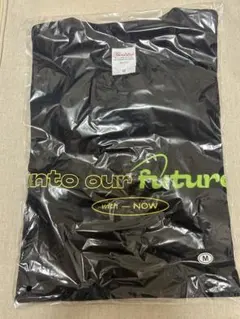 into our future
with — NOW
M